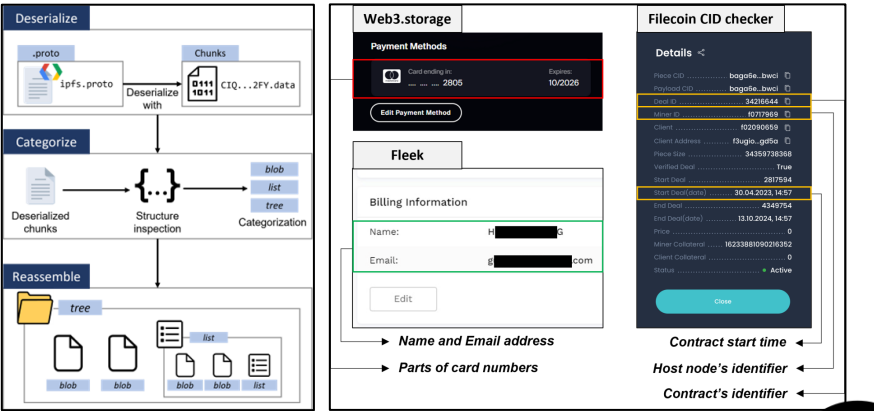 Deserialize
.proto
Chunks
ipfs.proto
Deserialize with
0111
1011
CIQ...2FY.data
Categorize
{...}
blob
list
tree
Deserialized chunks
Structure inspection
Categorization
Reassemble
tree
list
blob
blob
blob
blob
list
Web3.storage
Payment Methods
Card ending in:
.... .... .... 2805
Expires:
10/2026
Edit Payment Method
Fleek
Billing Information
Name:
H
G
Email:
g
.com
Edit
Name and Email address
Parts of card numbers
Filecoin CID checker
Details
Piece CID ................ baga6e...bwci
Payload CID ........... baga6e...bwci
Deal ID ........................ 34216644
Miner ID ....................... f0717969
Client ......................... f02090659
Client Address ........ f3ugio...gd5a
Piece Size ............... 34359738368
Verified Deal ....................... True
Start Deal ....................... 2817594
Start Deal(date) ....... 30.04.2023, 14:57
End Deal ....................... 4349754
End Deal(date) ......... 13.10.2024, 14:57
Price ..................................... 0
Miner Collateral ..... 16233881090216352
Client Collateral ..................... 0
Status ......................... Active
Close
Contract start time
Host node's identifier
Contract's identifier